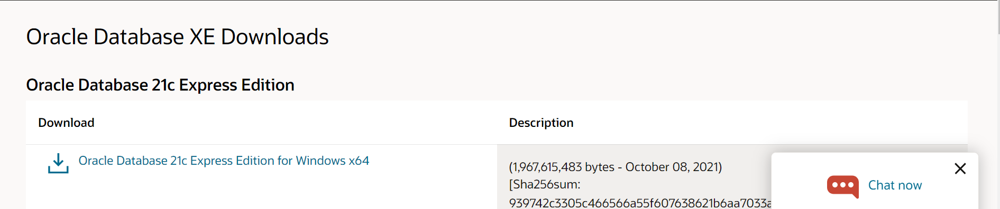 Oracle Database XE Downloads
Oracle Database 21c Express Edition
Download
Description
Oracle Database 21c Express Edition for Windows x64
(1,967,615,483 bytes - October 08, 2021)
[Sha256sum:
939742c3305c466566a55f607638621b6aa7033a
Chat now